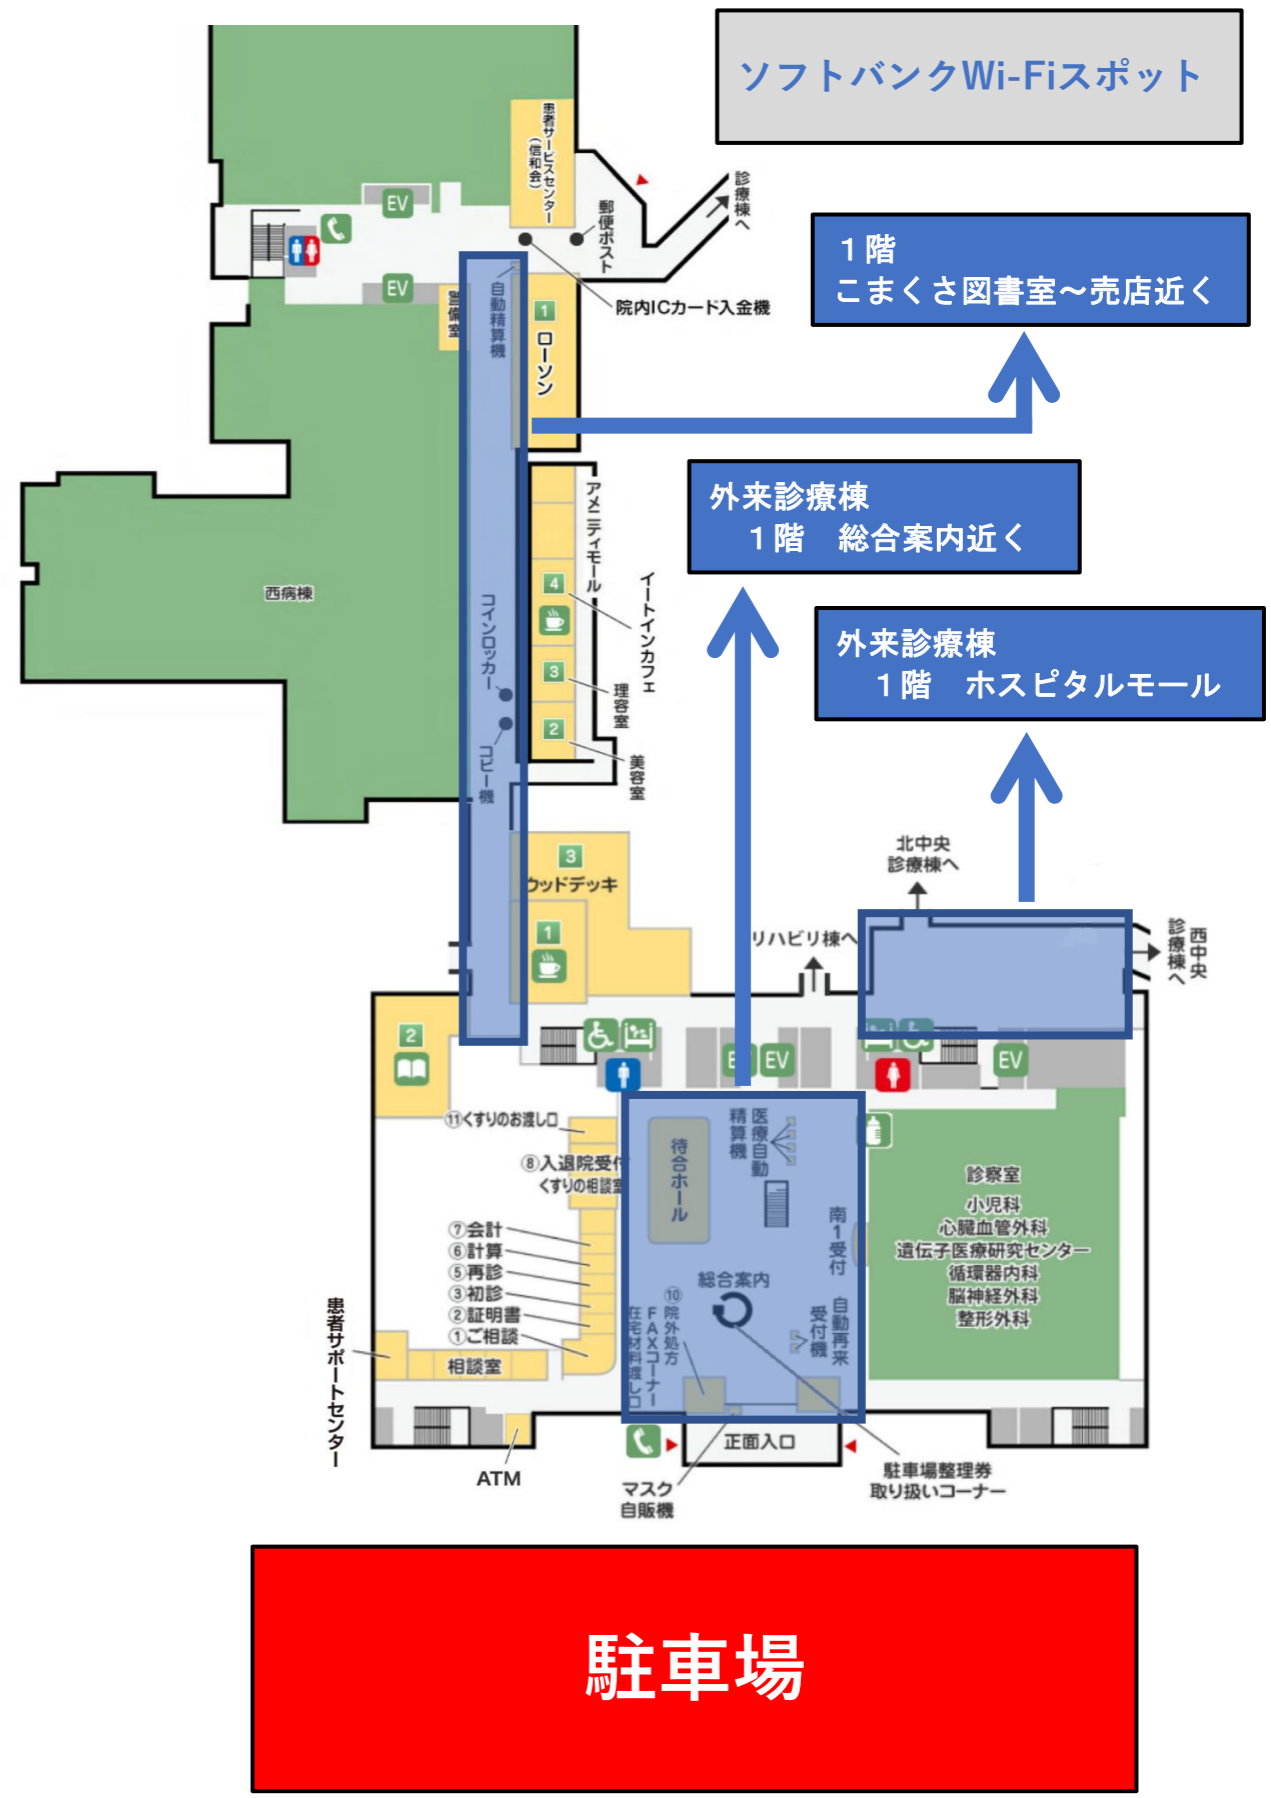 ソフトバンクWi-Fiスポット
患者サービスセンター
（信和会）
診療棟へ
郵便ポスト
EV
院内ICカード入金機
EV
警備室
自動精算機
1
ローソン
1階
こまくさ図書室～売店近く
アメニティモール
外来診療棟
1階　総合案内近く
西病棟
4
イートインカフェ
コインロッカー
3
理容室
2
美容室
コピー機
外来診療棟
1階　ホスピタルモール
3
ウッドデッキ
北中央
診療棟へ
1
リハビリ棟へ
西中央
診療棟へ
2
EV
EV
EV
⑪くすりのお渡し口
⑧入退院受付
くすりの相談室
待合ホール
医療自動
精算機
診察室
小児科
心臓血管外科
遺伝子医療研究センター
循環器内科
脳神経外科
整形外科
南1受付
⑦会計
⑥計算
⑤再診
③初診
②証明書
①ご相談
総合案内
⑩院外処方
FAXコーナー
在宅材料渡し口
自動再来
受付機
患者サポートセンター
相談室
ATM
正面入口
マスク
自販機
駐車場整理券
取り扱いコーナー
駐車場